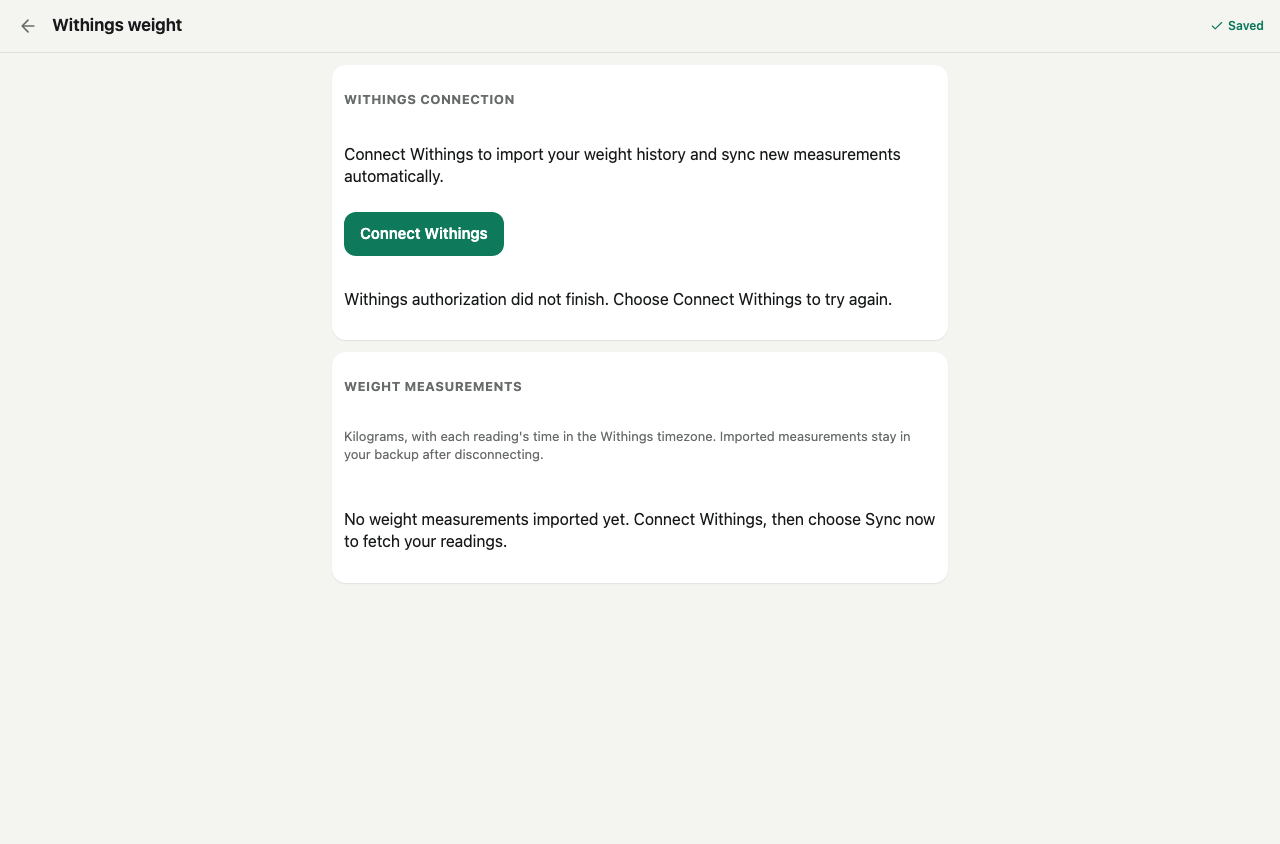 Withings weight
Saved
WITHINGS CONNECTION
Connect Withings to import your weight history and sync new measurements
automatically.
Connect Withings
Withings authorization did not finish. Choose Connect Withings to try again.
WEIGHT MEASUREMENTS
Kilograms, with each reading's time in the Withings timezone. Imported measurements stay in
your backup after disconnecting.
No weight measurements imported yet. Connect Withings, then choose Sync now
to fetch your readings.